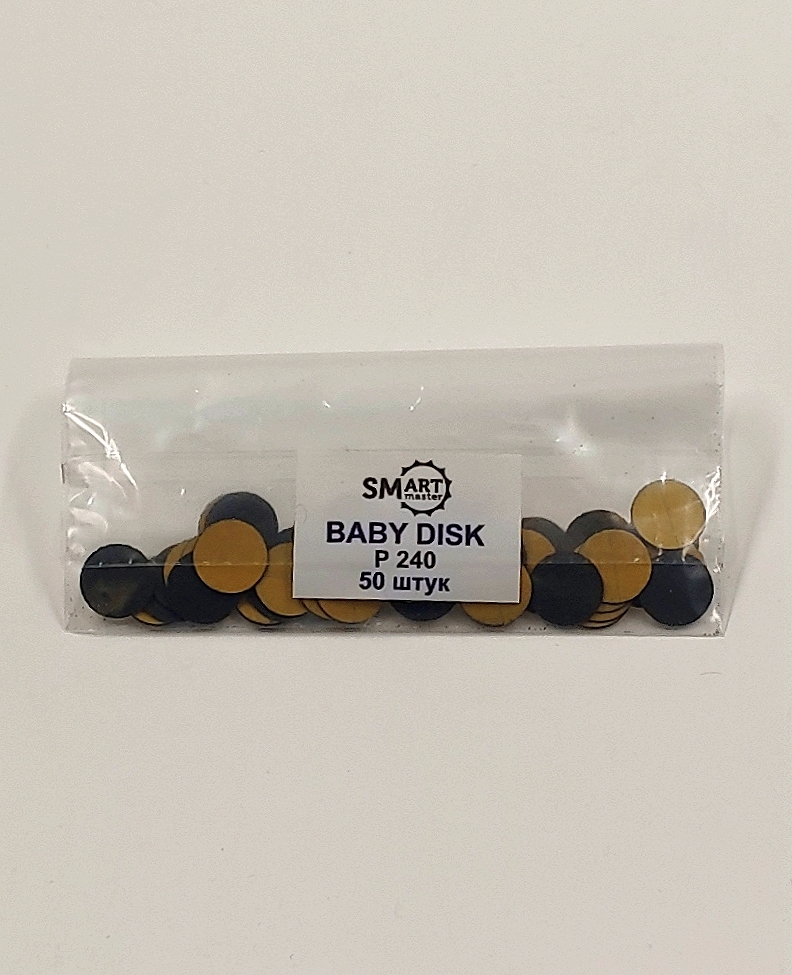 SMART
master
BABY DISK
P 240
50 штук